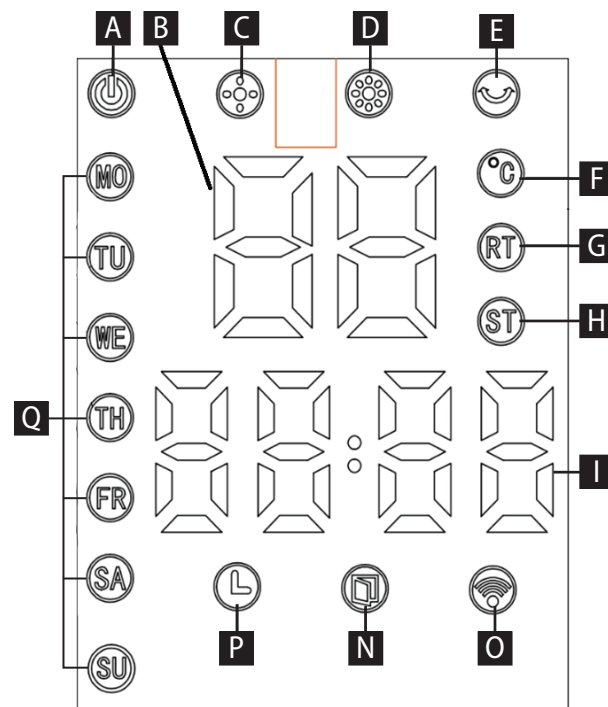 A B C D E
MO °C F
TU RT G
WE ST H
Q TH
FR I
SA
P N O
SU